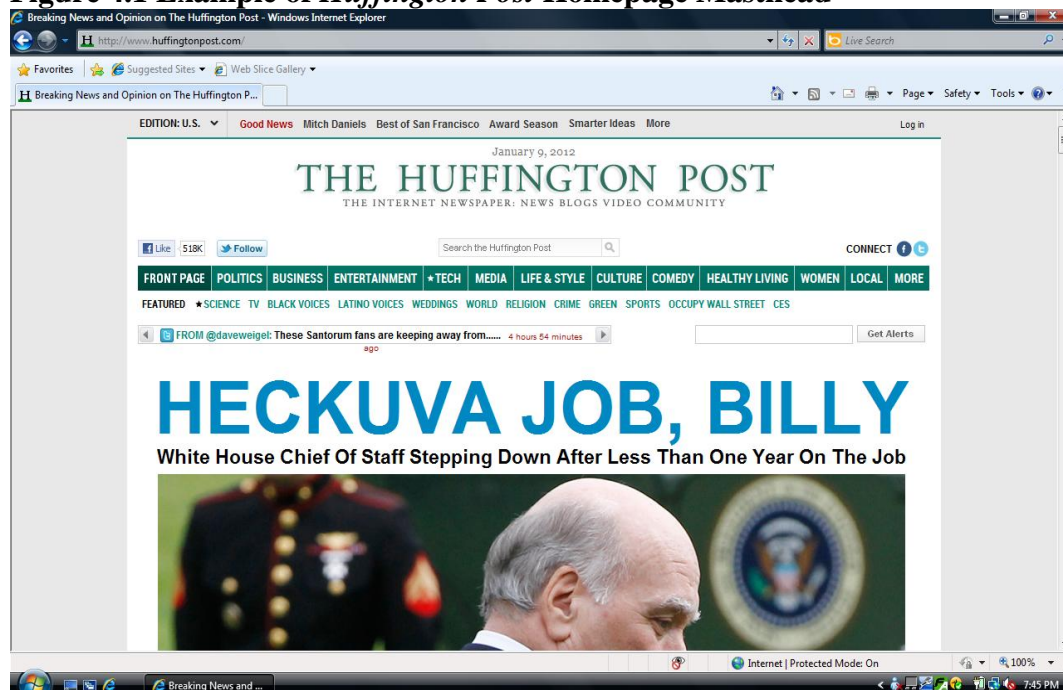 Figure 4.1 Example of Huffington Post Homepage Masthead
Breaking News and Opinion on The Huffington Post - Windows Internet Explorer
http://www.huffingtonpost.com/
Live Search
Favorites Suggested Sites Web Slice Gallery
Breaking News and Opinion on The Huffington P...
Page Safety Tools
EDITION: U.S. Good News Mitch Daniels Best of San Francisco Award Season Smarter Ideas More Log in
January 9, 2012
THE HUFFINGTON POST
THE INTERNET NEWSPAPER: NEWS BLOGS VIDEO COMMUNITY
Like 518K Follow Search the Huffington Post CONNECT
FRONT PAGE POLITICS BUSINESS ENTERTAINMENT ★TECH MEDIA LIFE & STYLE CULTURE COMEDY HEALTHY LIVING WOMEN LOCAL MORE
FEATURED ★SCIENCE TV BLACK VOICES LATINO VOICES WEDDINGS WORLD RELIGION CRIME GREEN SPORTS OCCUPY WALL STREET CES
FROM @daveweigel: These Santorum fans are keeping away from...... 4 hours 54 minutes
ago
Get Alerts
HECKUVA JOB, BILLY
White House Chief Of Staff Stepping Down After Less Than One Year On The Job
Internet | Protected Mode: On 100%
Breaking News and ... 7:45 PM